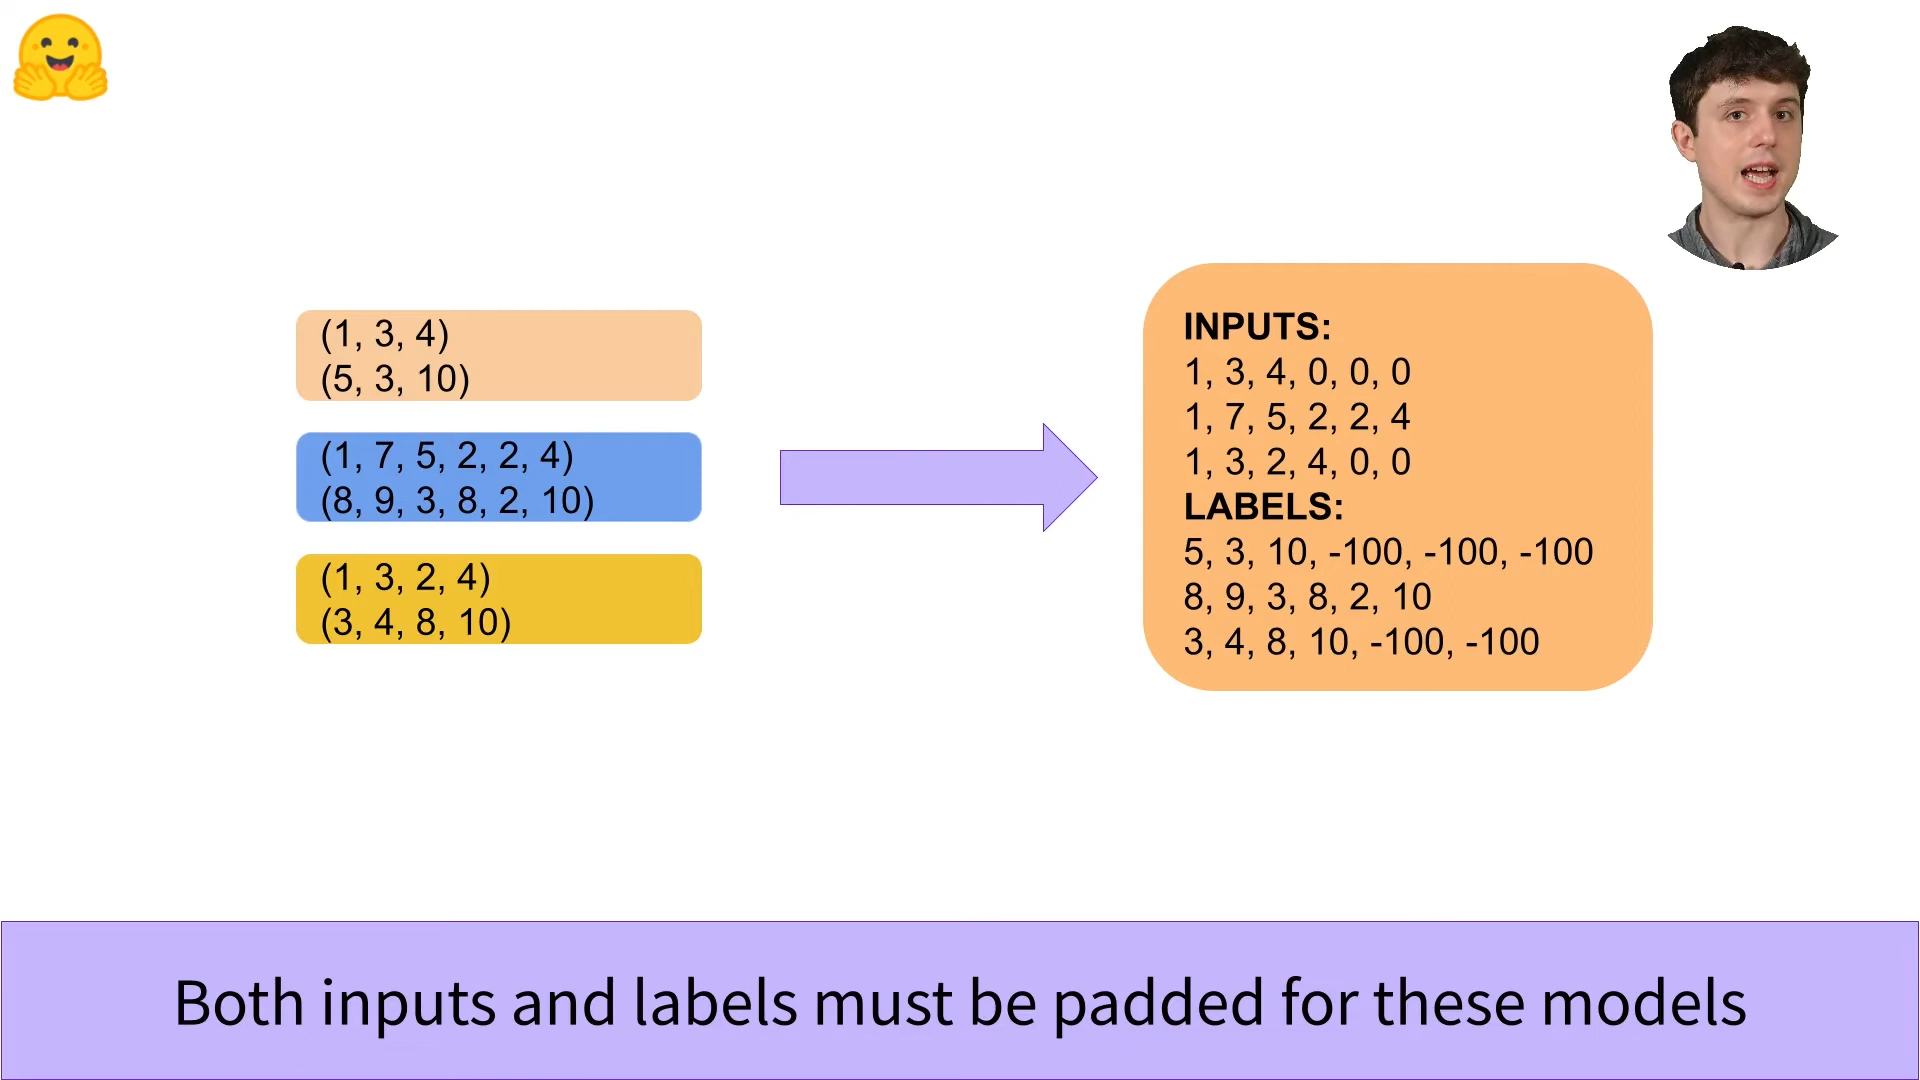 (1, 3, 4)
(5, 3, 10)
(1, 7, 5, 2, 2, 4)
(8, 9, 3, 8, 2, 10)
(1, 3, 2, 4)
(3, 4, 8, 10)
INPUTS:
1, 3, 4, 0, 0, 0
1, 7, 5, 2, 2, 4
1, 3, 2, 4, 0, 0
LABELS:
5, 3, 10, -100, -100, -100
8, 9, 3, 8, 2, 10
3, 4, 8, 10, -100, -100
Both inputs and labels must be padded for these models